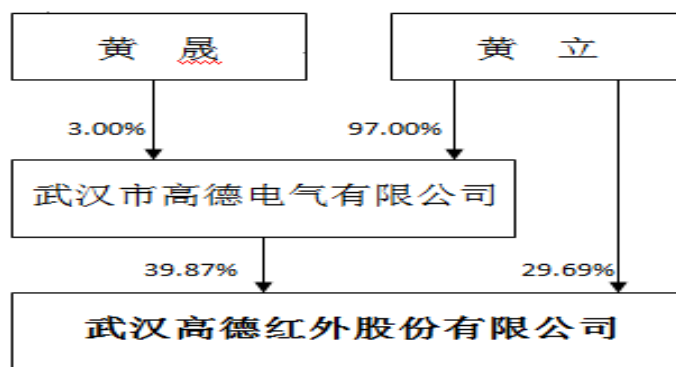 黄 晟
黄 立
3.00%
97.00%
武汉市高德电气有限公司
39.87%
29.69%
武汉高德红外股份有限公司